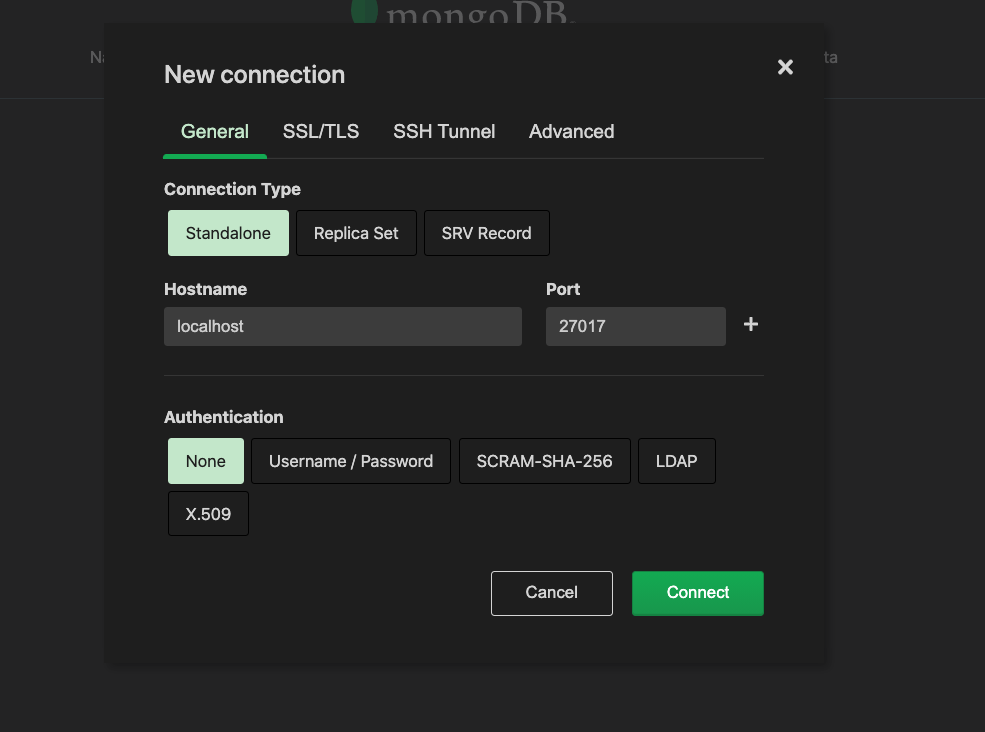 mongoDB.
Na
ta
New connection
General SSL/TLS SSH Tunnel Advanced
Connection Type
Standalone Replica Set SRV Record
Hostname Port
localhost 27017
Authentication
None Username / Password SCRAM-SHA-256 LDAP
X.509
Cancel Connect